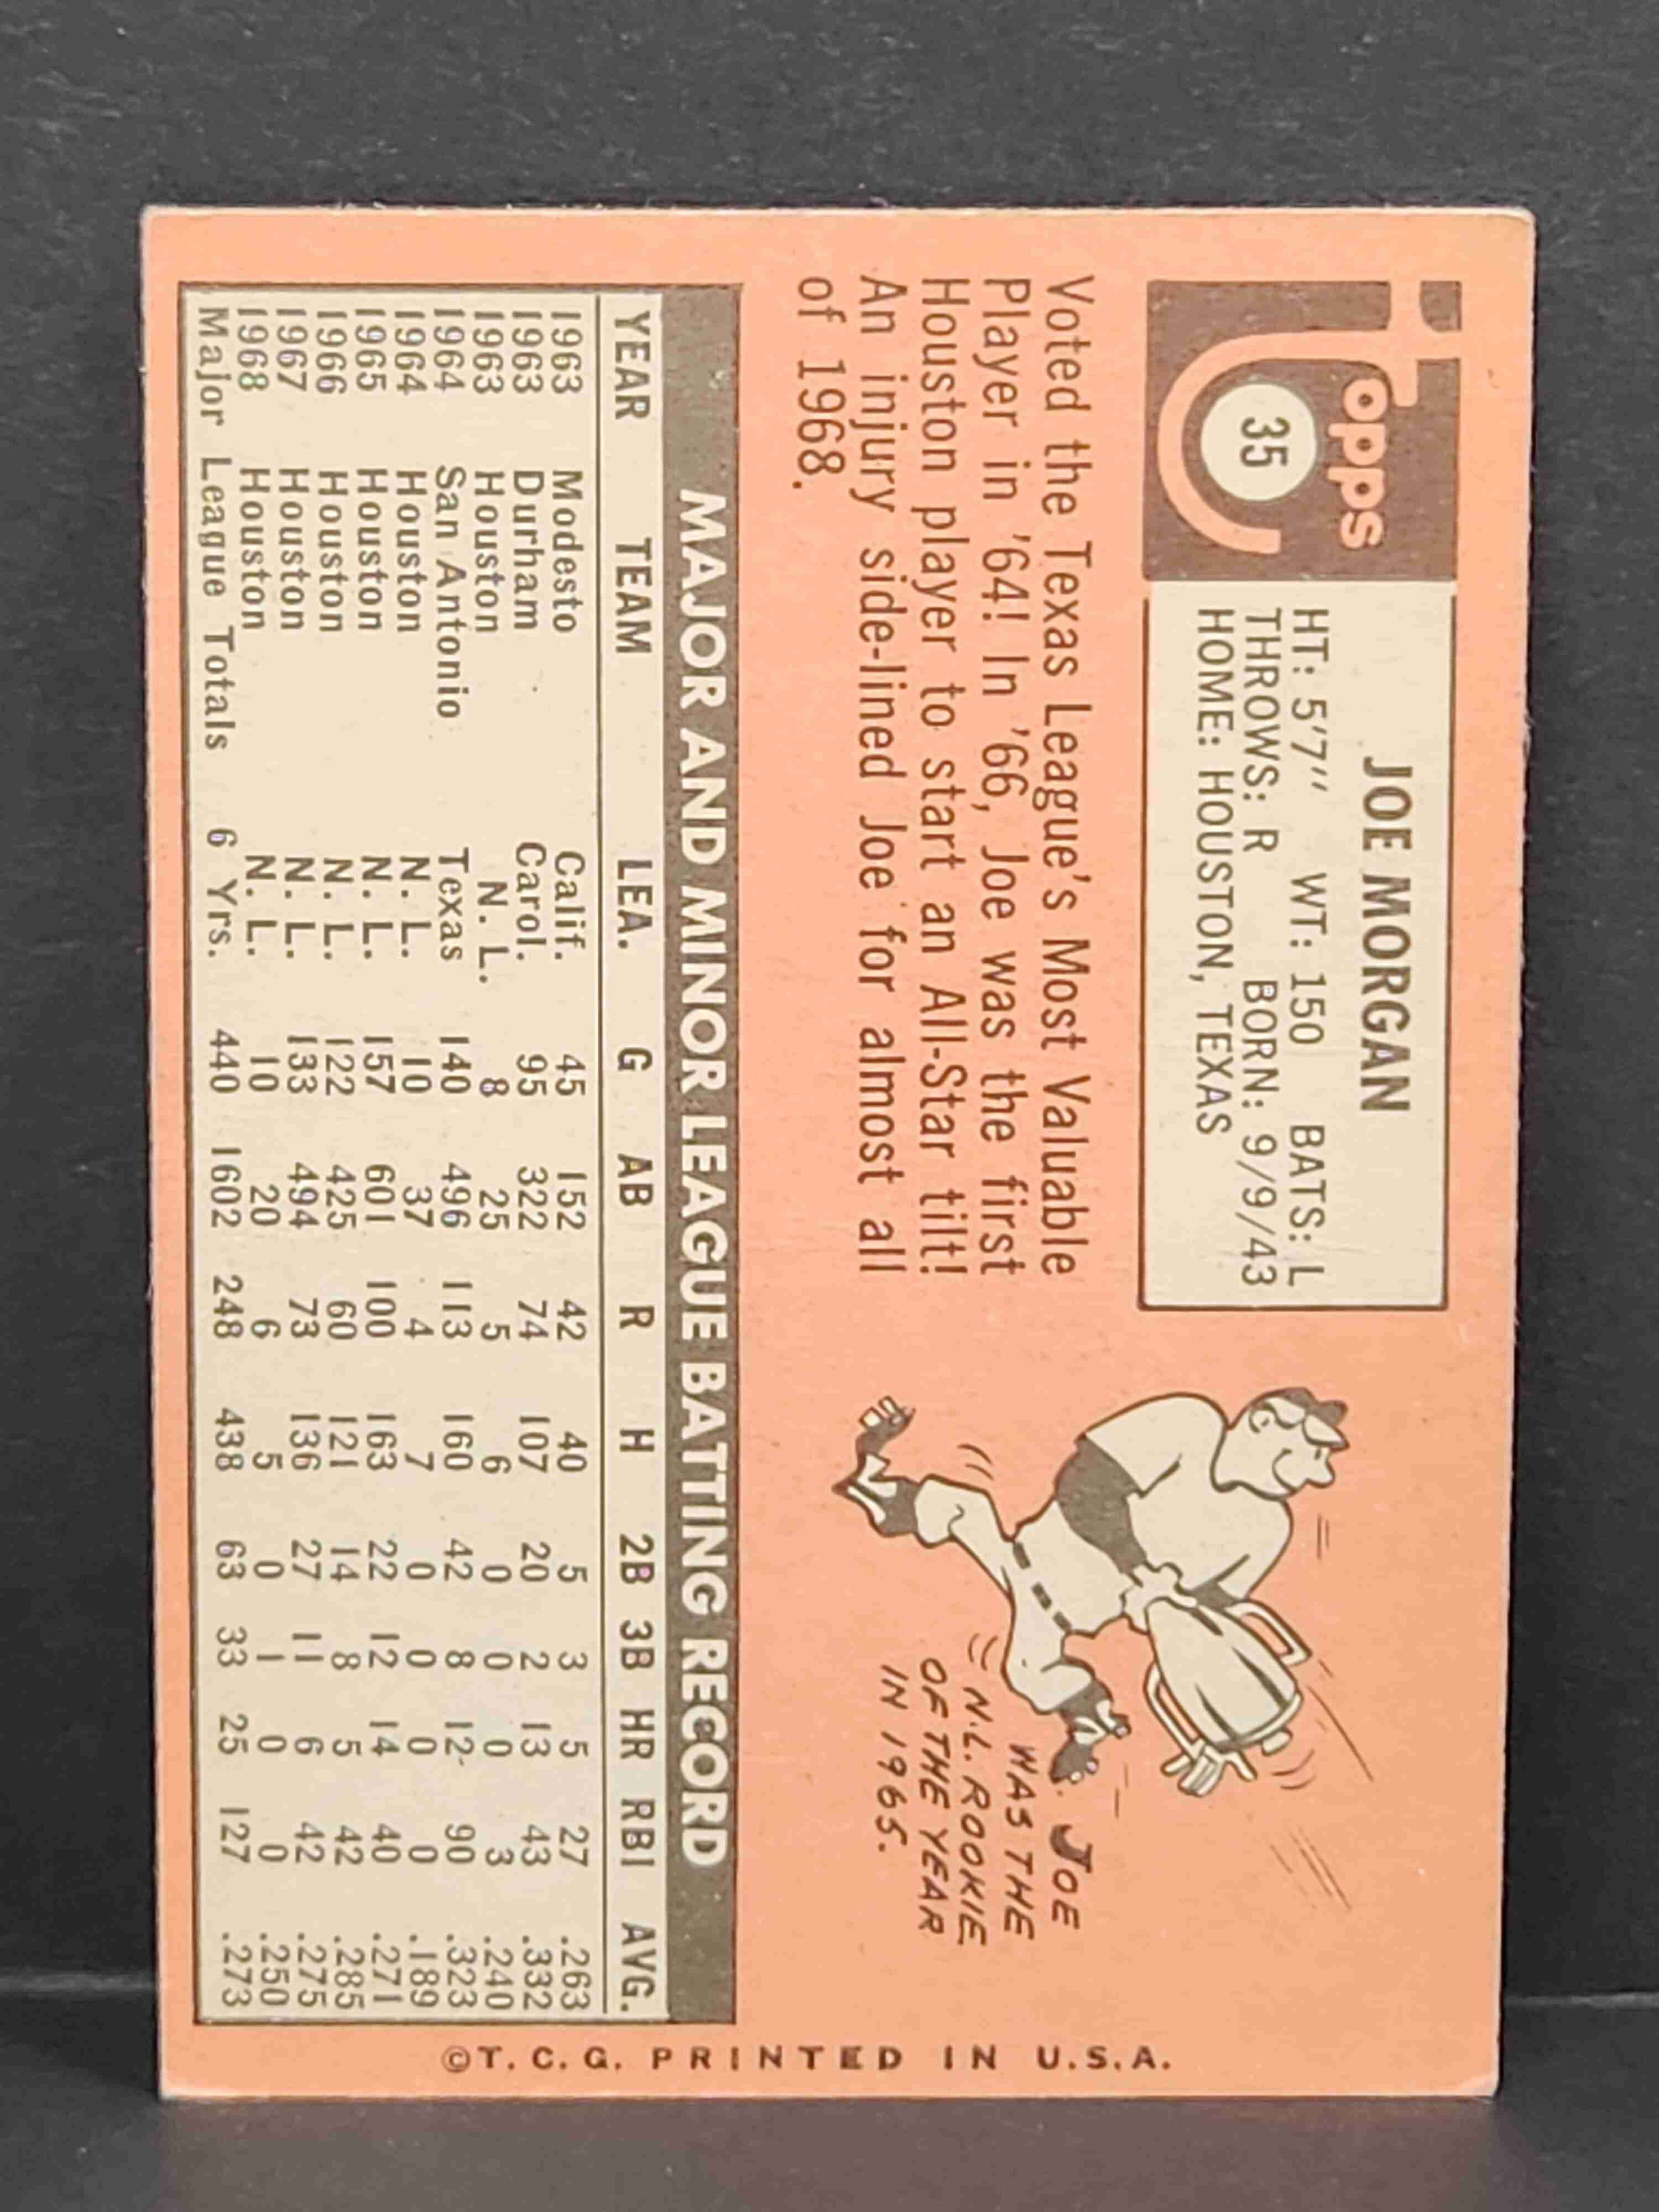 Topps
35
JOE MORGAN
HT: 5'7" WT: 150 BATS: L
THROWS: R BORN: 9/9/43
HOME: HOUSTON, TEXAS
Voted the Texas League's Most Valuable
Player in '64! In '66, Joe was the first
Houston player to start an All-Star tilt!
An injury side-lined Joe for almost all
of 1968.
JOE
WAS THE
N.L. ROOKIE
OF THE YEAR
IN 1965.
MAJOR AND MINOR LEAGUE BATTING RECORD
YEAR TEAM LEA. G AB R H 2B 3B HR RBI AVG.
1963 Modesto Calif. 45 152 42 40 5 3 5 27 .263
1963 Durham Carol. 95 322 74 107 20 2 13 43 .332
1963 Houston N. L. 8 25 5 6 0 0 0 3 .240
1964 San Antonio Texas 140 496 113 160 42 8 12 90 .323
1964 Houston N. L. 10 37 4 7 0 0 0 0 .189
1965 Houston N. L. 157 601 100 163 22 12 14 40 .271
1966 Houston N. L. 122 425 60 121 14 8 5 42 .285
1967 Houston N. L. 133 494 73 136 27 11 6 42 .275
1968 Houston N. L. 10 20 6 5 0 1 0 0 .250
Major League Totals 6 Yrs. 440 1602 248 438 63 33 25 127 .273
©T. C. G. PRINTED IN U.S.A.